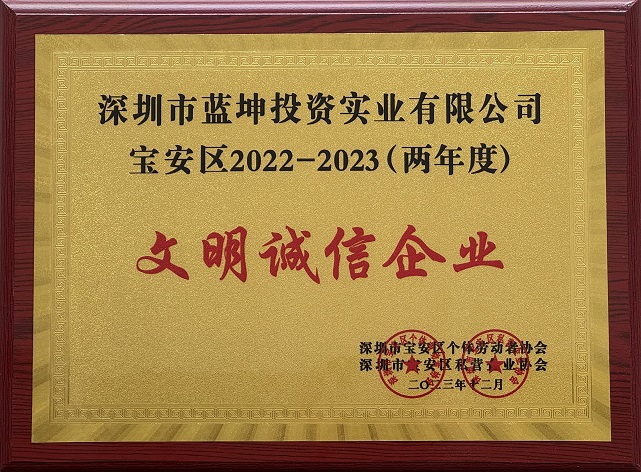 深圳市蓝坤投资实业有限公司
宝安区2022-2023(两年度)
文明诚信企业
深圳市宝安区个体劳动者协会
深圳市宝安区私营企业协会
二〇二三年十二月